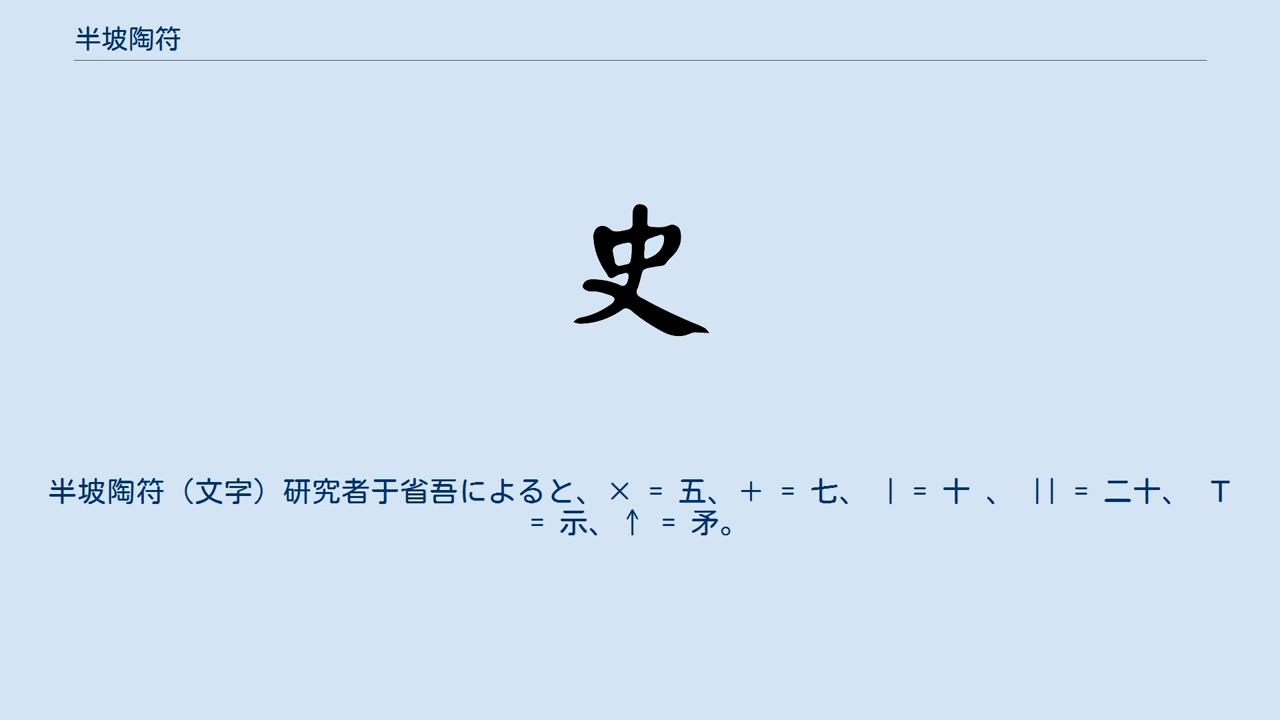 半坡陶符
史
半坡陶符（文字）研究者于省吾によると、× = 五、＋ = 七、 | = 十 、 || = 二十、 T
= 示、↑ = 矛。